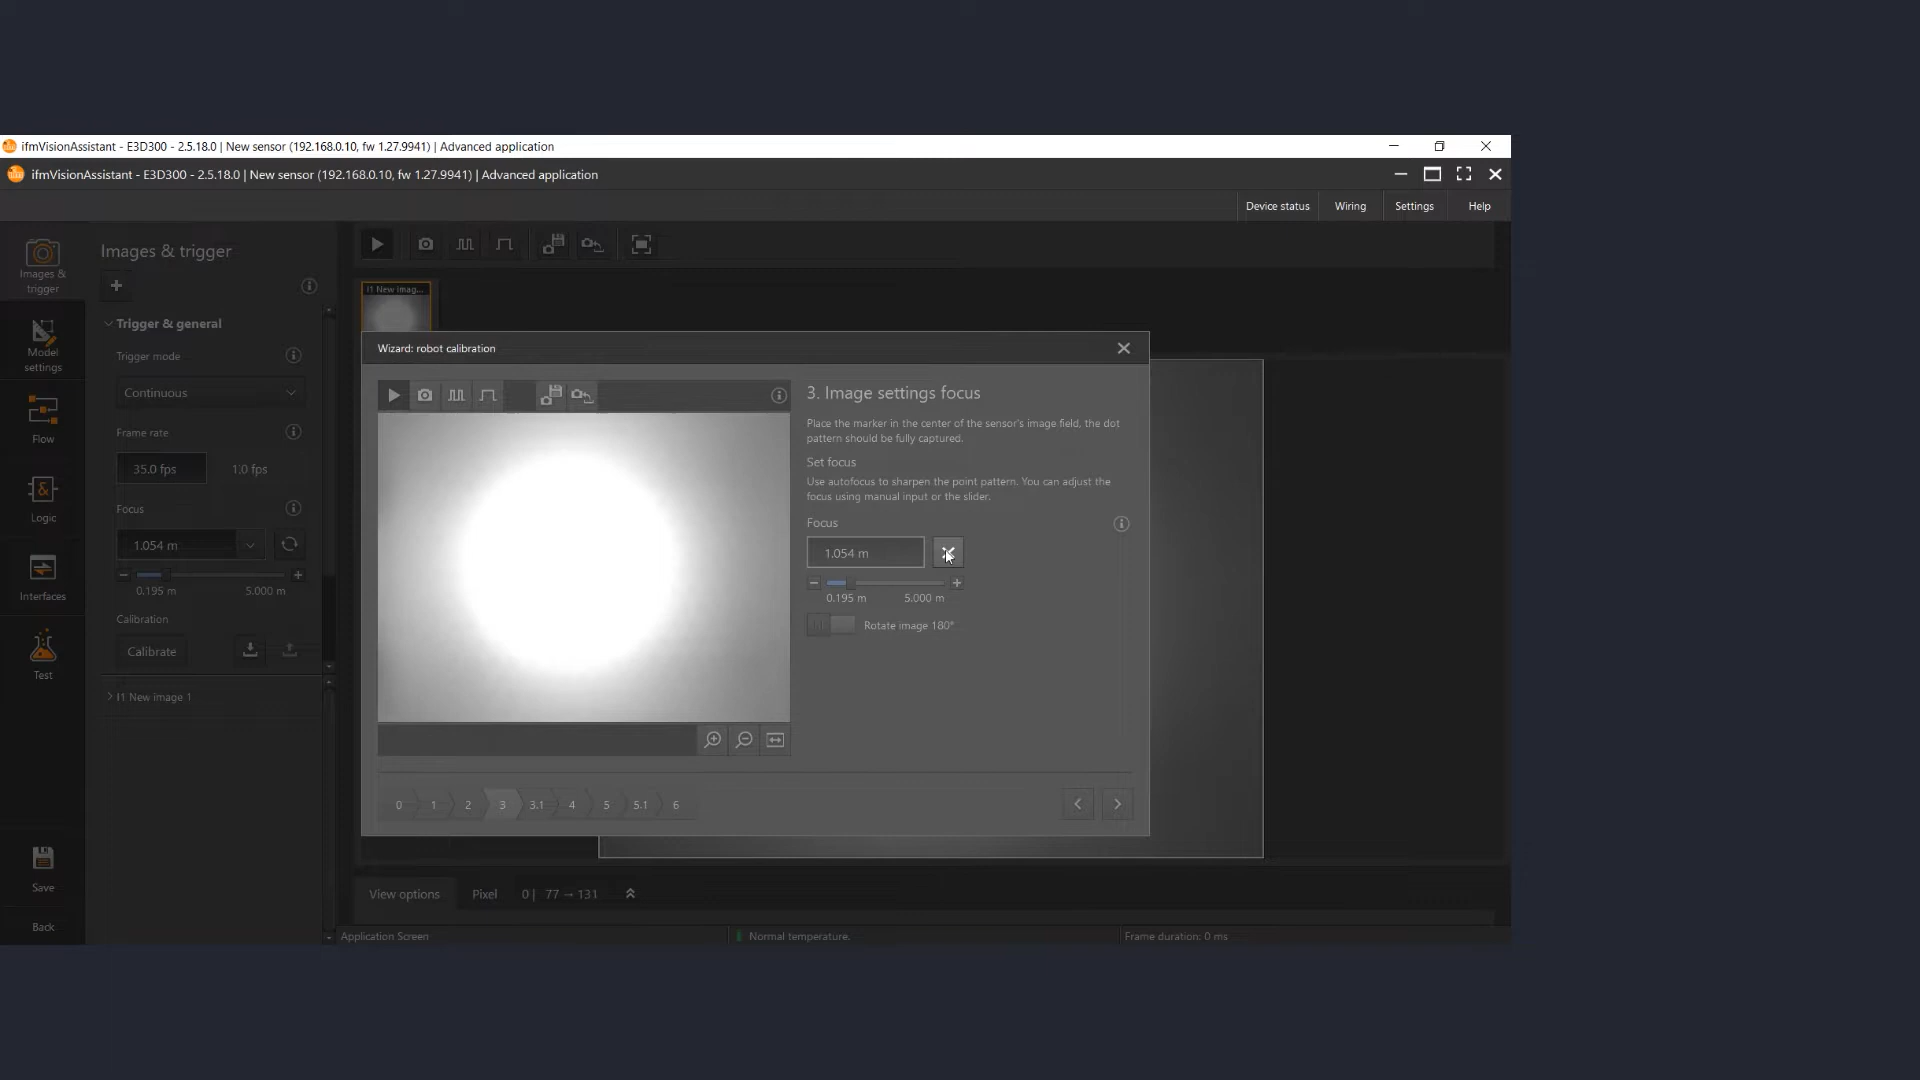 ifmVisionAssistant - E3D300 - 2.5.18.0 | New sensor (192.168.0.10, fw 1.27.9941) | Advanced application
ifmVisionAssistant - E3D300 - 2.5.18.0 | New sensor (192.168.0.10, fw 1.27.9941) | Advanced application
Device status
Wiring
Settings
Help
Images &
trigger
Model
settings
Flow
Logic
Interfaces
Test
Save
Back
Images & trigger
Trigger & general
Trigger mode
Continuous
Frame rate
35.0 fps
1.0 fps
Focus
1.054 m
0.195 m
5.000 m
Calibration
Calibrate
I1 New image 1
I1 New imag...
Wizard: robot calibration
3. Image settings focus
Place the marker in the center of the sensor's image field, the dot
pattern should be fully captured.
Set focus
Use autofocus to sharpen the point pattern. You can adjust the
focus using manual input or the slider.
Focus
1.054 m
0.195 m
5.000 m
Rotate image 180°
0
1
2
3
3.1
4
5
5.1
6
View options
Pixel
0 | 77 → 131
Application Screen
Normal temperature.
Frame duration: 0 ms